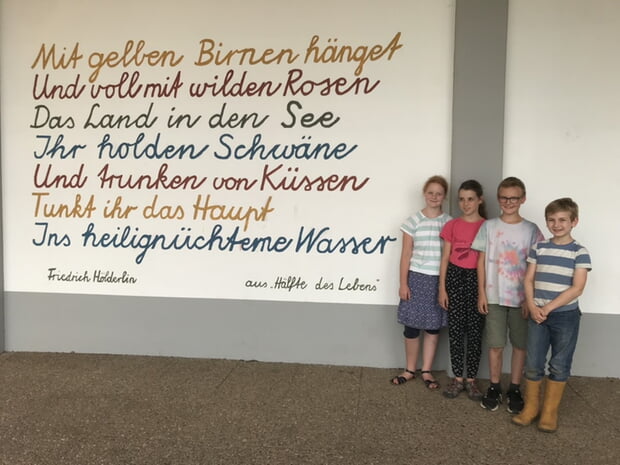 Mit gelben Birnen hänget
Und voll mit wilden Rosen
Das Land in den See
Ihr holden Schwäne
Und trunken von Küssen
Tunkt ihr das Haupt
Ins heilignüchterne Wasser
Friedrich Hölderlin aus „Hälfte des Lebens"